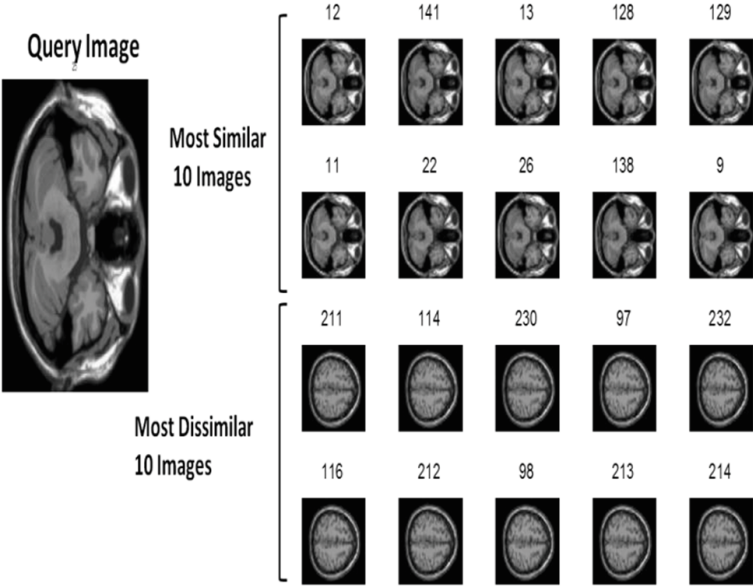 Query Image
Most Similar
10 Images
12 141 13 128 129
11 22 26 138 9
211 114 230 97 232
Most Dissimilar
10 Images
116 212 98 213 214